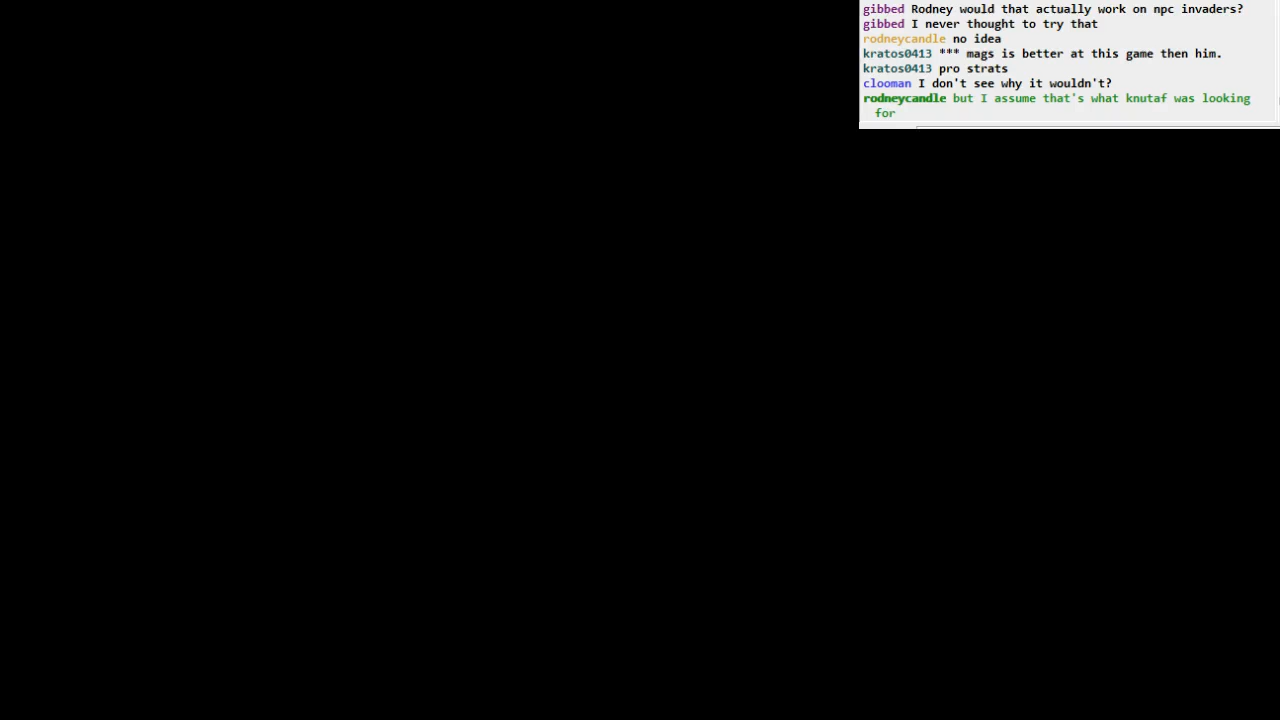 gibbed Rodney would that actually work on npc invaders?
gibbed I never thought to try that
rodneycandle no idea
kratos0413 *** mags is better at this game then him.
kratos0413 pro strats
clooman I don't see why it wouldn't?
rodneycandle but I assume that's what knutaf was looking
for